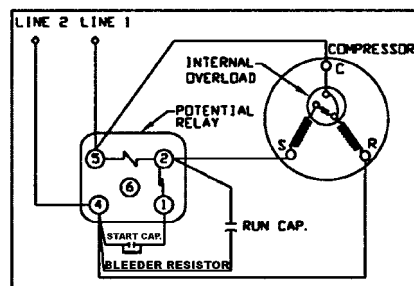 LINE 2 LINE 1
COMPRESSOR
INTERNAL
OVERLOAD
C
POTENTIAL
RELAY
S
R
5
2
6
4
1
START CAP.
RUN CAP.
BLEEDER RESISTOR